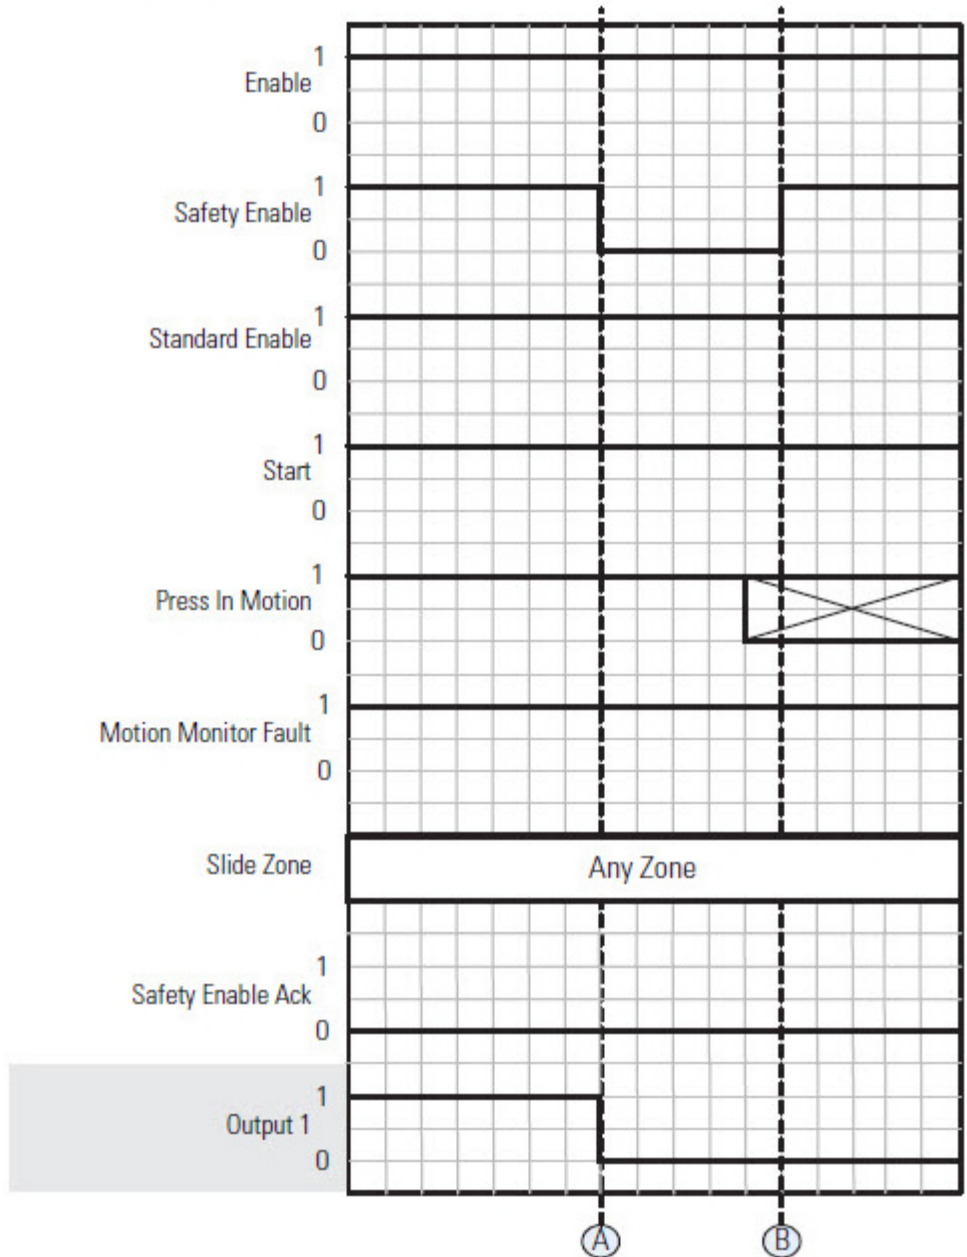 1
Enable
0
1
Safety Enable
0
1
Standard Enable
0
1
Start
0
1
Press In Motion
0
1
Motion Monitor Fault
0
Slide Zone
Any Zone
1
Safety Enable Ack
0
1
Output 1
0
A
B